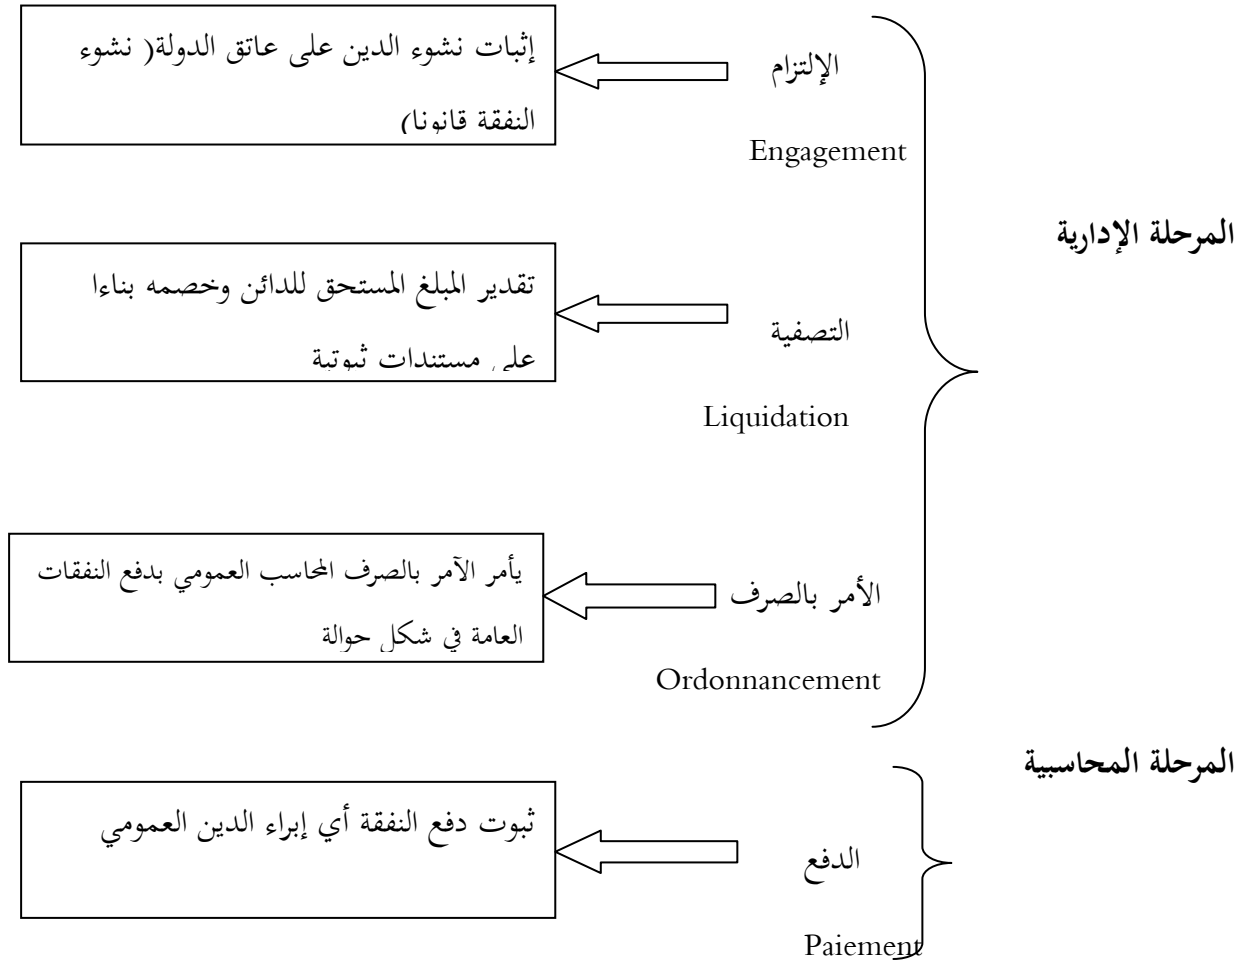 المرحلة الإدارية
الإلتزام
Engagement
إثبات نشوء الدين على عاتق الدولة( نشوء
النفقة قانونا)
التصفية
Liquidation
تقدير المبلغ المستحق للدائن وخصمه بناءا
على مستندات ثبوتية
الأمر بالصرف
Ordonnancement
يأمر الآمر بالصرف المحاسب العمومي بدفع النفقات
العامة في شكل حوالة
المرحلة المحاسبية
الدفع
Paiement
ثبوت دفع النفقة أي إبراء الدين العمومي